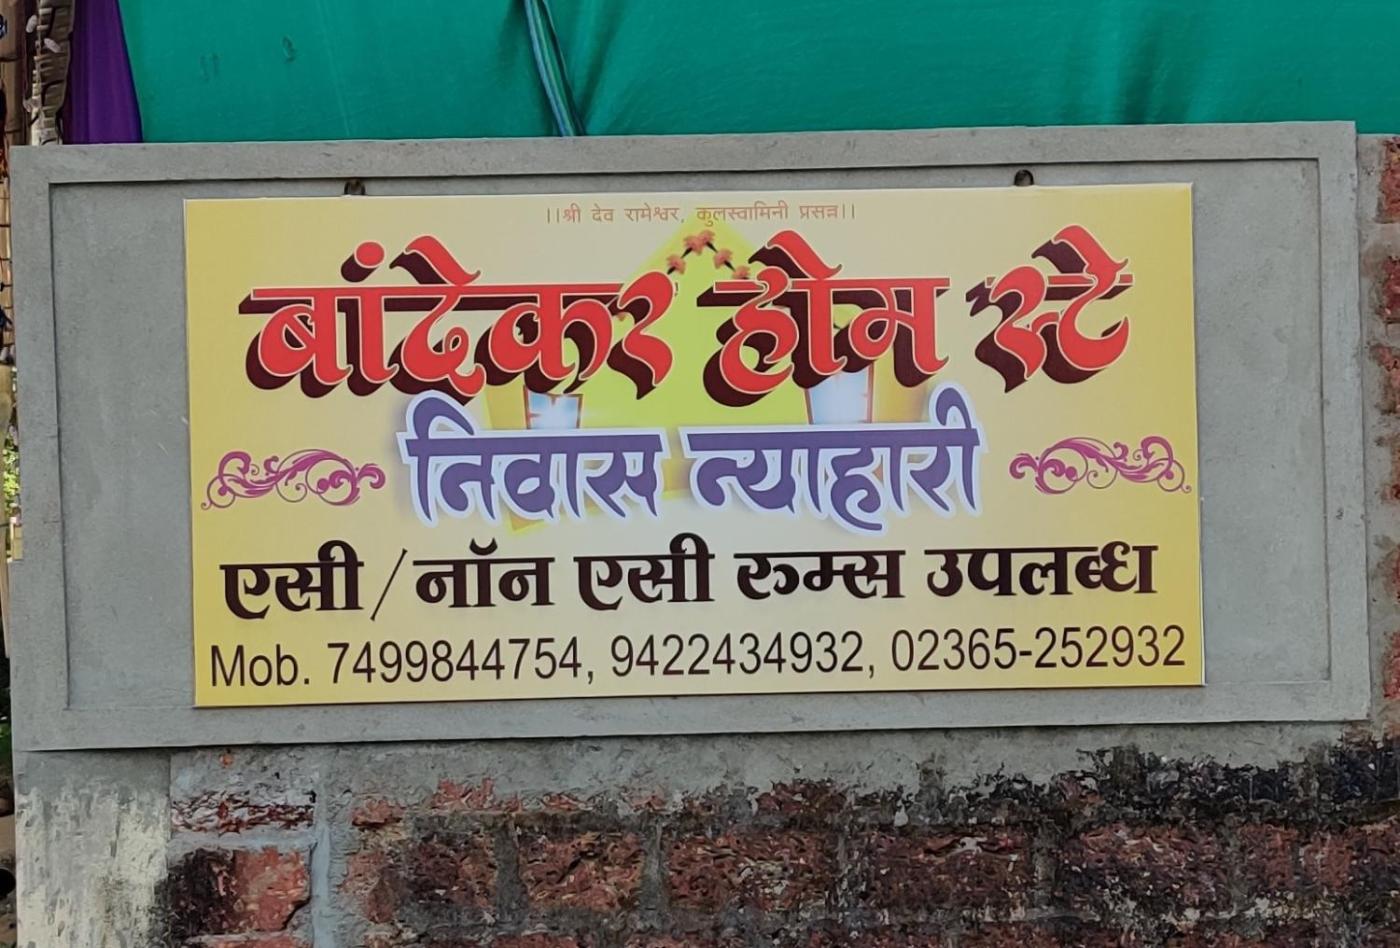 ||श्री देव रामेश्वर, कुलस्वामिनी प्रसन्न||
बांदेकर होम स्टे
निवास न्याहारी
एसी/नॉन एसी रुम्स उपलब्ध
Mob. 7499844754, 9422434932, 02365-252932